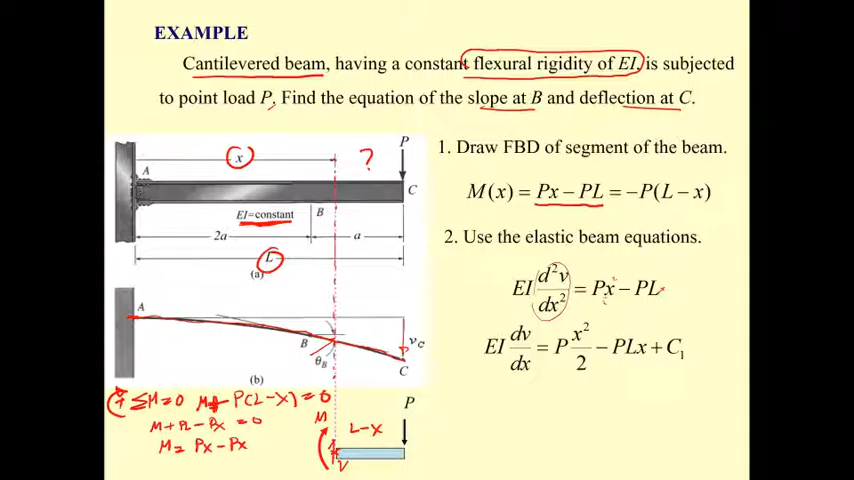 EXAMPLE
Cantilevered beam, having a constant flexural rigidity of EI, is subjected
to point load P, Find the equation of the slope at B and deflection at C.
P
x
?
A
C
EI=constant
B
2a
a
L
(a)
A
B
θB
vC
C
(b)
1. Draw FBD of segment of the beam.
M(x) = Px − PL = −P(L − x)
2. Use the elastic beam equations.
EI d²v/dx² = Px − PL
EI dv/dx = P x²/2 − PLx + C₁
+ ΣM=0 M+ P(L-X)=0
M+PL-PX=0
M= PX-PX
M
L-X
P
V